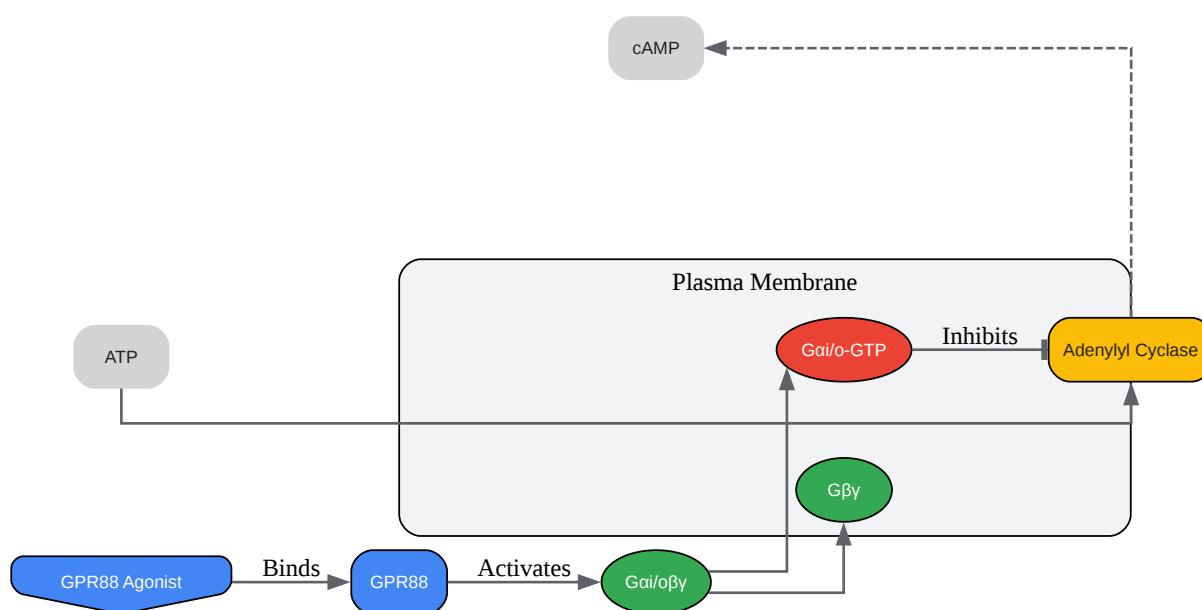 cAMP
Plasma Membrane
ATP
Gαi/o-GTP
Inhibits
Adenylyl Cyclase
Gβγ
GPR88 Agonist
Binds
GPR88
Activates
Gαi/oβγ